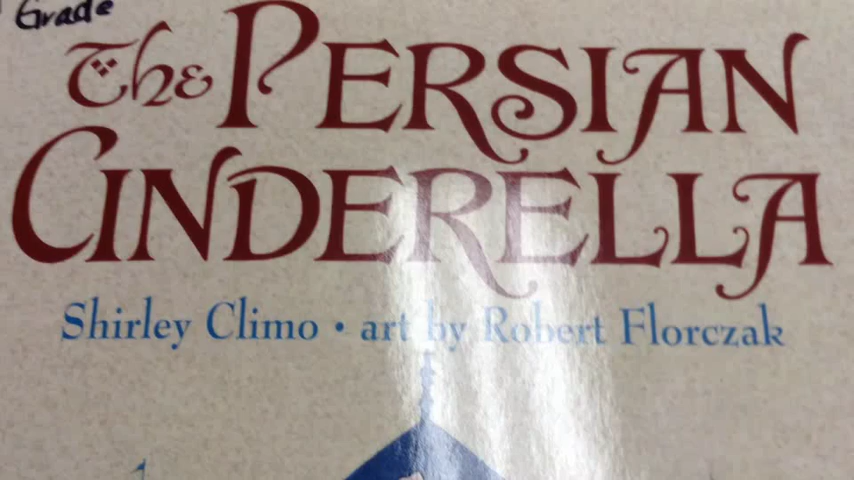 Grade
The PERSIAN
CINDERELLA
Shirley Climo • art by Robert Florczak